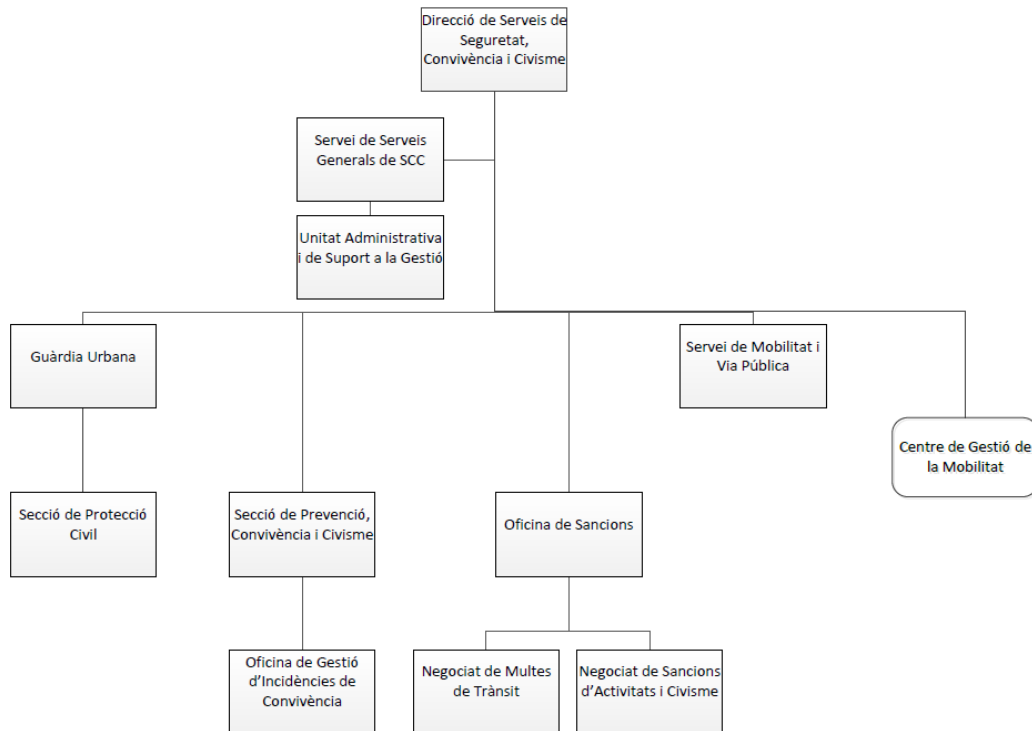 Direcció de Serveis de
Seguretat,
Convivència i Civisme
Servei de Serveis
Generals de SCC
Unitat Administrativa
i de Suport a la Gestió
Guàrdia Urbana
Servei de Mobilitat i
Via Pública
Centre de Gestió de
la Mobilitat
Secció de Protecció
Civil
Secció de Prevenció,
Convivència i Civisme
Oficina de Sancions
Oficina de Gestió
d'Incidències de
Convivència
Negociat de Multes
de Trànsit
Negociat de Sancions
d'Activitats i Civisme